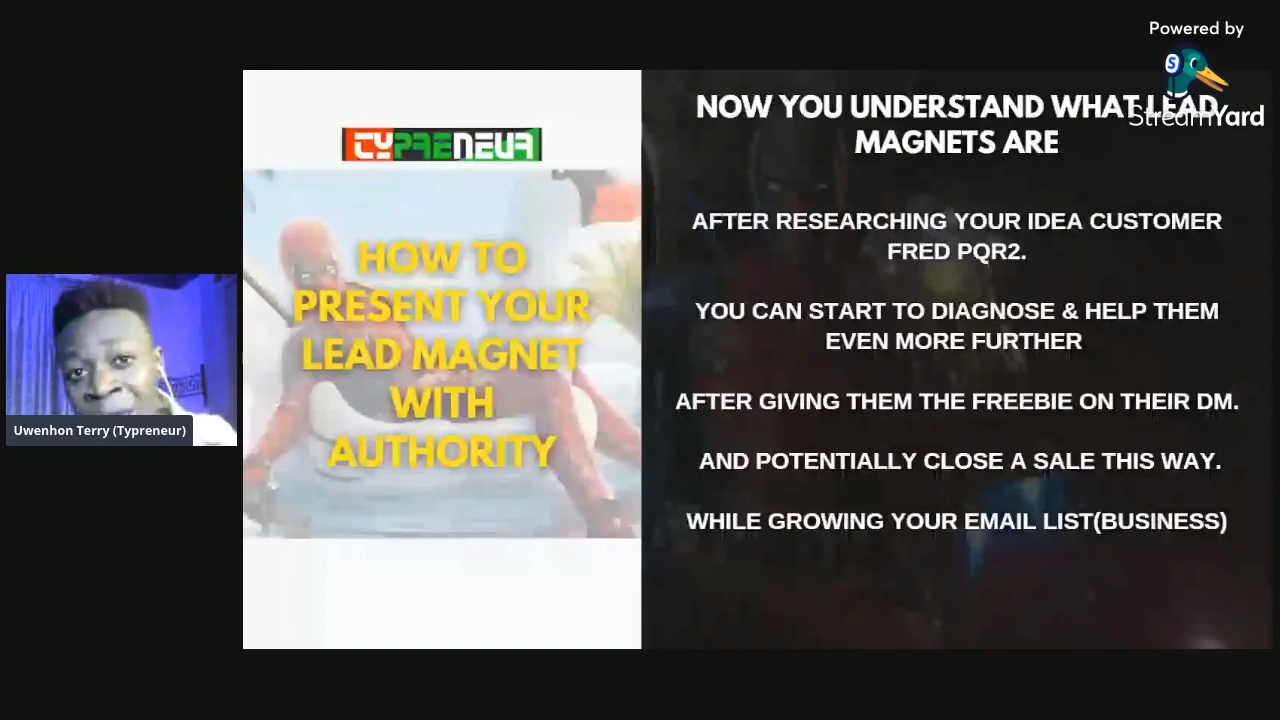 Powered by
StreamYard
TYPRENEUR
HOW TO
PRESENT YOUR
LEAD MAGNET
WITH
AUTHORITY
NOW YOU UNDERSTAND WHAT LEAD
MAGNETS ARE
AFTER RESEARCHING YOUR IDEA CUSTOMER
FRED PQR2.
YOU CAN START TO DIAGNOSE & HELP THEM
EVEN MORE FURTHER
AFTER GIVING THEM THE FREEBIE ON THEIR DM.
AND POTENTIALLY CLOSE A SALE THIS WAY.
WHILE GROWING YOUR EMAIL LIST(BUSINESS)
Uwenhon Terry (Typreneur)